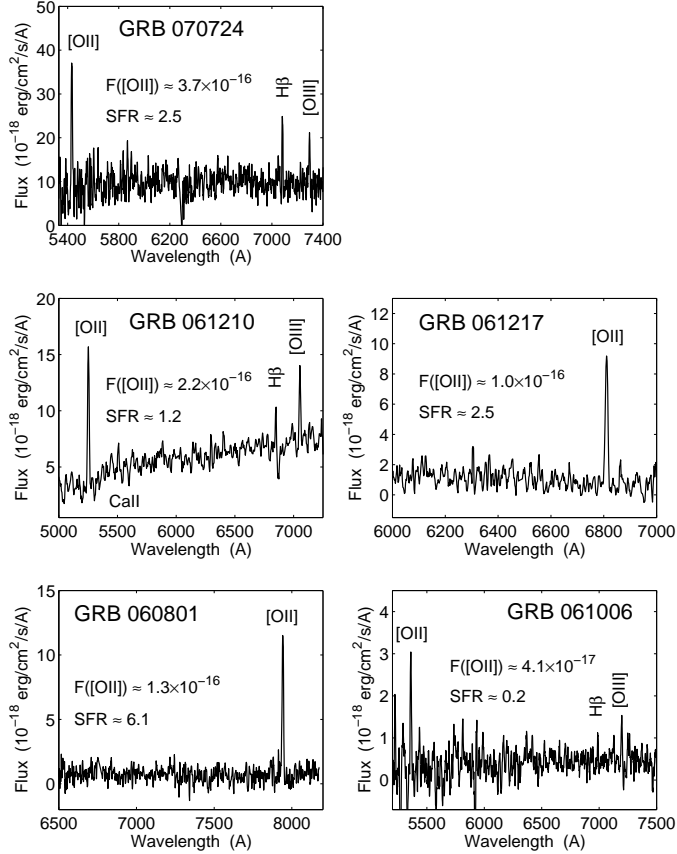 GRB 070724
[OII]
F([OII]) ≈ 3.7×10⁻¹⁶
SFR ≈ 2.5
Hβ
[OIII]
50
40
30
20
10
0
5400 5800 6200 6600 7000 7400
Wavelength (A)
Flux (10⁻¹⁸ erg/cm²/s/A)
GRB 061210
[OII]
F([OII]) ≈ 2.2×10⁻¹⁶
SFR ≈ 1.2
Hβ
[OIII]
CaII
20
15
10
5
5000 5500 6000 6500 7000
Wavelength (A)
Flux (10⁻¹⁸ erg/cm²/s/A)
GRB 061217
[OII]
F([OII]) ≈ 1.0×10⁻¹⁶
SFR ≈ 2.5
12
10
8
6
4
2
0
6000 6200 6400 6600 6800 7000
Wavelength (A)
Flux (10⁻¹⁸ erg/cm²/s/A)
GRB 060801
[OII]
F([OII]) ≈ 1.3×10⁻¹⁶
SFR ≈ 6.1
15
10
5
0
6500 7000 7500 8000
Wavelength (A)
Flux (10⁻¹⁸ erg/cm²/s/A)
GRB 061006
[OII]
F([OII]) ≈ 4.1×10⁻¹⁷
SFR ≈ 0.2
Hβ
[OIII]
4
3
2
1
0
5500 6000 6500 7000 7500
Wavelength (A)
Flux (10⁻¹⁸ erg/cm²/s/A)